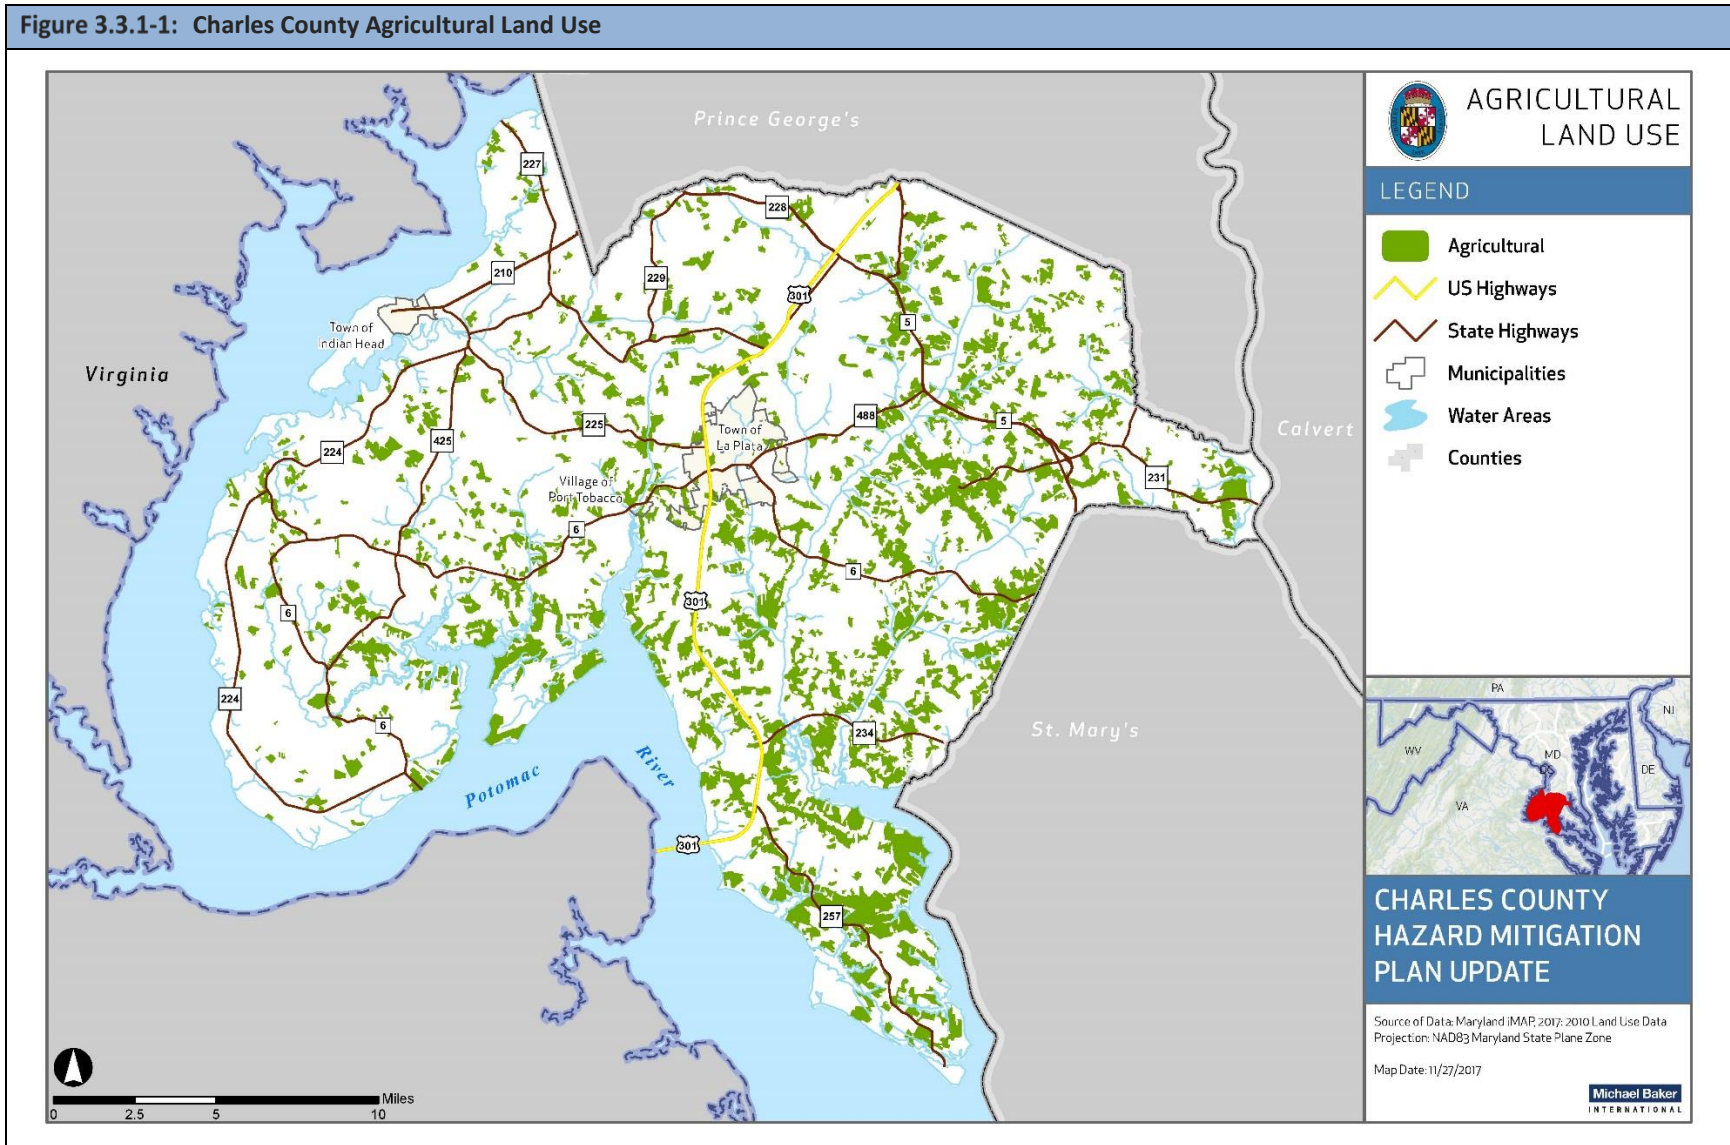 Figure 3.3.1-1: Charles County Agricultural Land Use
AGRICULTURAL
LAND USE
LEGEND
Agricultural
US Highways
State Highways
Municipalities
Water Areas
Counties
Prince George's
227
228
210
229
301
5
Town of
Indian Head
Virginia
Town of
La Plata
488
5
Calvert
225
425
224
231
Village of
Port Tobacco
6
6
301
6
224
6
234
St. Mary's
Potomac
River
301
257
Miles
0
2.5
5
10
PA
NJ
WV
MD
DE
VA
CHARLES COUNTY
HAZARD MITIGATION
PLAN UPDATE
Source of Data: Maryland iMAP, 2017: 2010 Land Use Data
Projection: NAD83 Maryland State Plane Zone
Map Date: 11/27/2017
Michael Baker
INTERNATIONAL